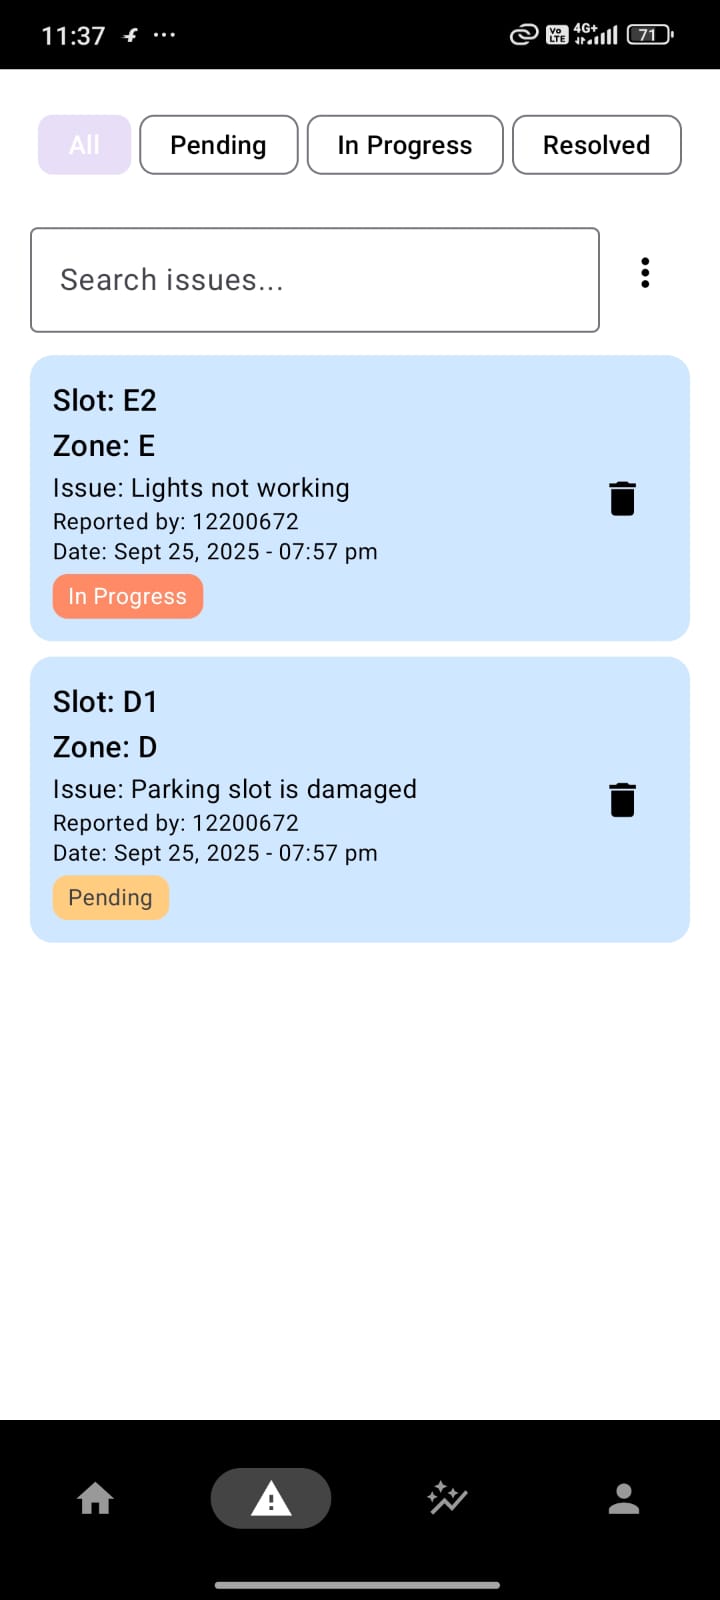 11:37
Vo LTE 4G+ 71
All Pending In Progress Resolved
Search issues...
Slot: E2
Zone: E
Issue: Lights not working
Reported by: 12200672
Date: Sept 25, 2025 - 07:57 pm
In Progress
Slot: D1
Zone: D
Issue: Parking slot is damaged
Reported by: 12200672
Date: Sept 25, 2025 - 07:57 pm
Pending